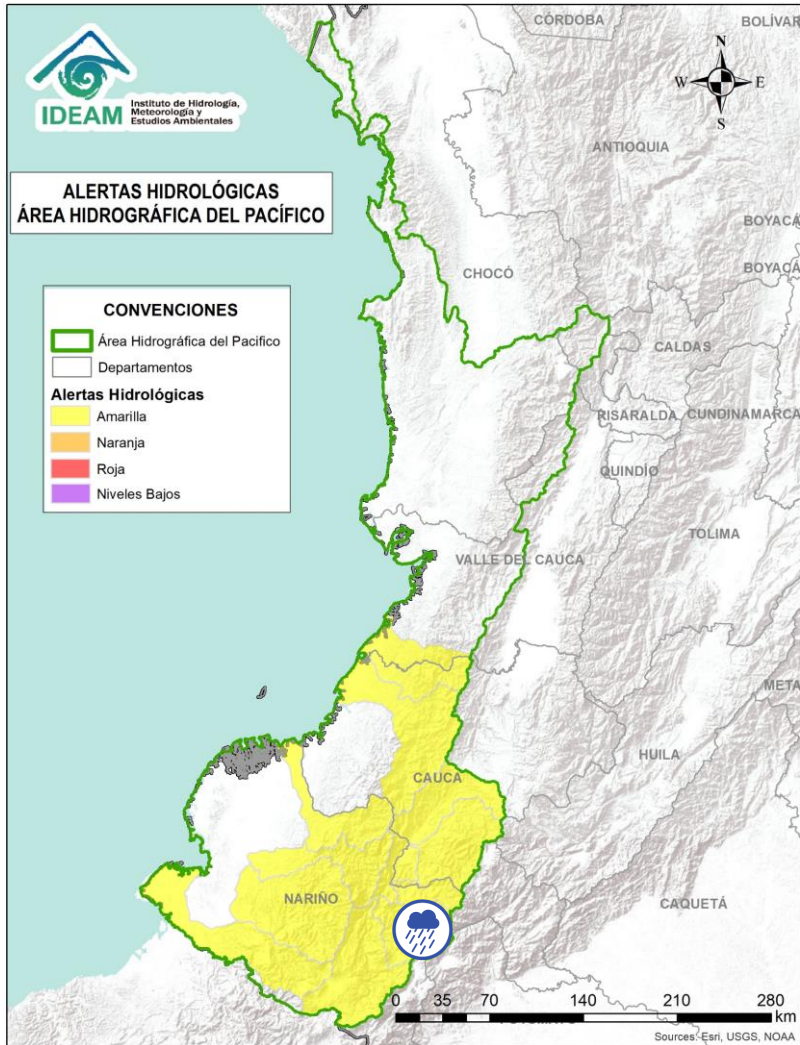 IDEAM Instituto de Hidrología,
Meteorología y
Estudios Ambientales
ALERTAS HIDROLÓGICAS
ÁREA HIDROGRÁFICA DEL PACÍFICO
CONVENCIONES
Área Hidrográfica del Pacifico
Departamentos
Alertas Hidrológicas
Amarilla
Naranja
Roja
Niveles Bajos
N
W E
S
CÓRDOBA
BOLÍVAR
ANTIOQUIA
BOYACÁ
CHOCÓ
BOYACÁ
CALDAS
RISARALDA
CUNDINAMARCA
QUINDÍO
TOLIMA
VALLE DEL CAUCA
META
HUILA
CAUCA
NARIÑO
CAQUETÁ
0 35 70 140 210 280
km
Sources: Esri, USGS, NOAA